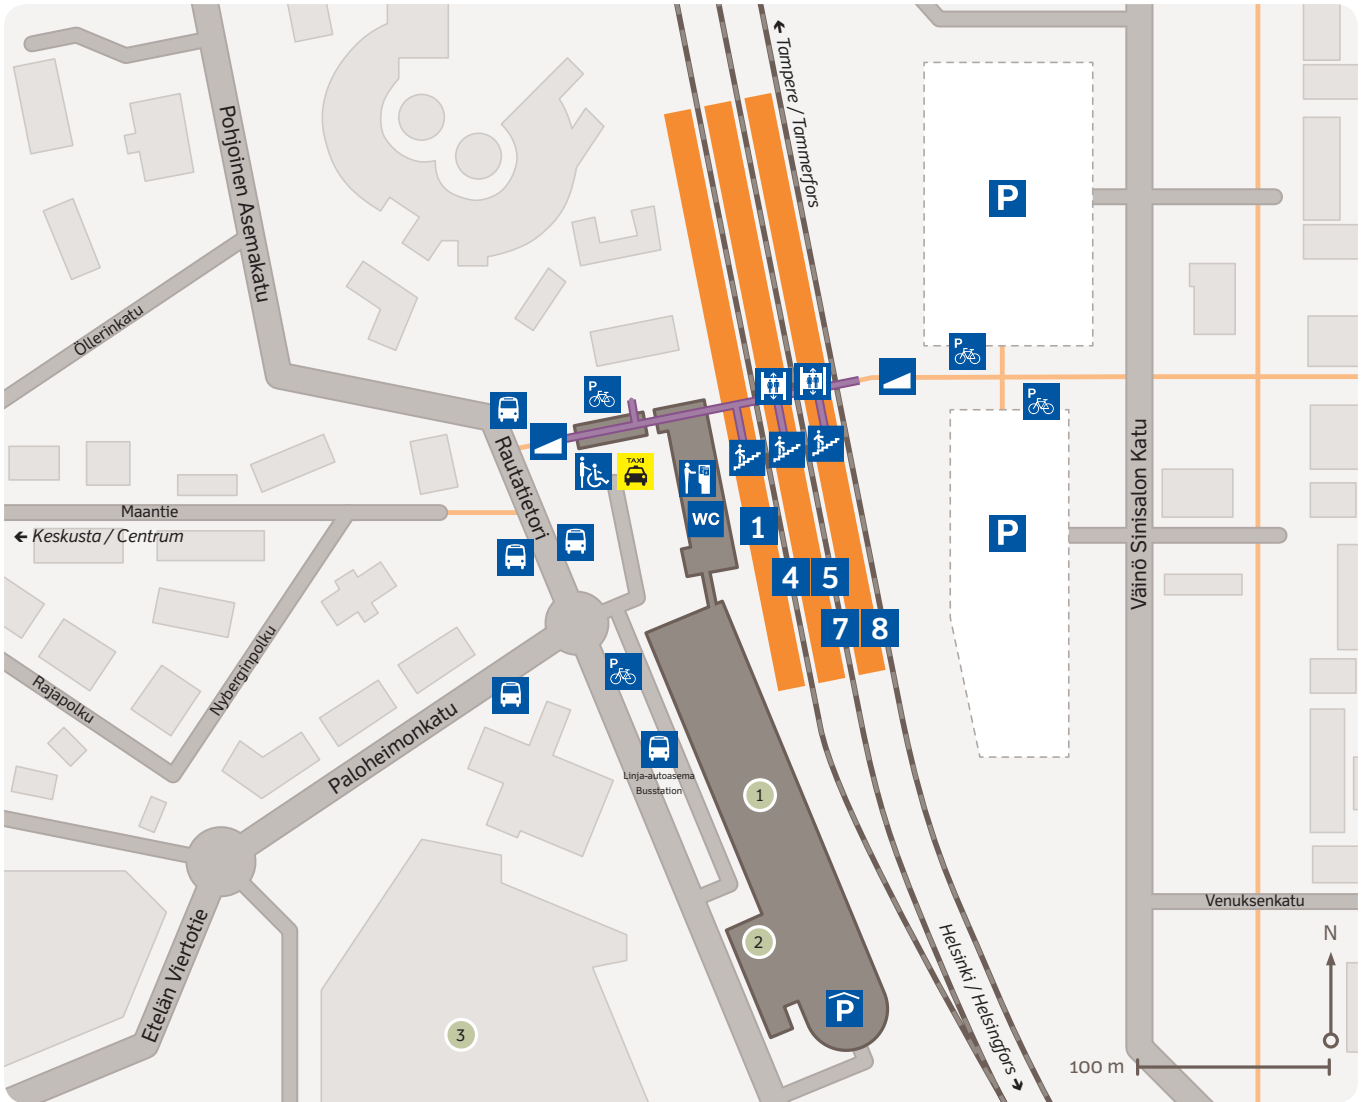 ← Tampere / Tammerfors
Pohjoinen Asemakatu
P
P
Öllerinkatu
P
P
Väinö Sinisalon Katu
TAXI
WC
Rautatietori
Maantie
← Keskusta / Centrum
1
P
4
5
7
8
P
Nyberginpolku
Rajapolku
Paloheimonkatu
Linja-autoasema
Busstation
1
2
3
P
Etelän Viertotie
Helsinki / Helsingfors →
Venuksenkatu
N
100 m